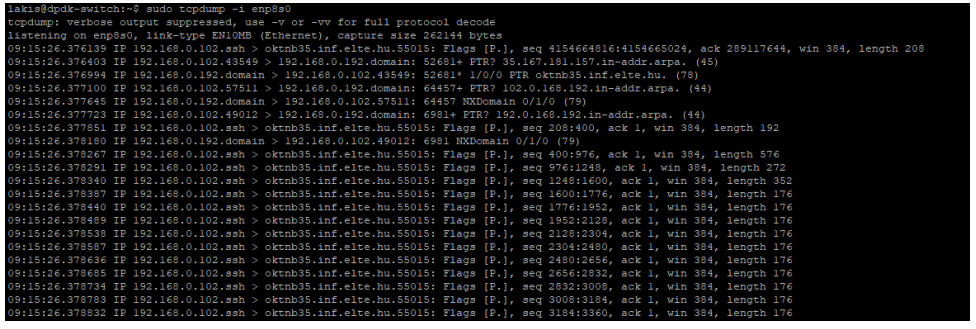 lakis@dpdk-switch:~$ sudo tcpdump -i enp8s0
tcpdump: verbose output suppressed, use -v or -vv for full protocol decode
listening on enp8s0, link-type EN10MB (Ethernet), capture size 262144 bytes
09:15:26.376139 IP 192.168.0.102.ssh > oktnb35.inf.elte.hu.55015: Flags [P.], seq 4154664816:4154665024, ack 289117644, win 384, length 208
09:15:26.376403 IP 192.168.0.102.43549 > 192.168.0.192.domain: 52681+ PTR? 35.167.181.157.in-addr.arpa. (45)
09:15:26.376994 IP 192.168.0.192.domain > 192.168.0.102.43549: 52681* 1/0/0 PTR oktnb35.inf.elte.hu. (78)
09:15:26.377100 IP 192.168.0.102.57511 > 192.168.0.192.domain: 64457+ PTR? 102.0.168.192.in-addr.arpa. (44)
09:15:26.377645 IP 192.168.0.192.domain > 192.168.0.102.57511: 64457 NXDomain 0/1/0 (79)
09:15:26.377723 IP 192.168.0.102.49012 > 192.168.0.192.domain: 6981+ PTR? 192.0.168.192.in-addr.arpa. (44)
09:15:26.377851 IP 192.168.0.102.ssh > oktnb35.inf.elte.hu.55015: Flags [P.], seq 208:400, ack 1, win 384, length 192
09:15:26.378180 IP 192.168.0.192.domain > 192.168.0.102.49012: 6981 NXDomain 0/1/0 (79)
09:15:26.378267 IP 192.168.0.102.ssh > oktnb35.inf.elte.hu.55015: Flags [P.], seq 400:976, ack 1, win 384, length 576
09:15:26.378291 IP 192.168.0.102.ssh > oktnb35.inf.elte.hu.55015: Flags [P.], seq 976:1248, ack 1, win 384, length 272
09:15:26.378340 IP 192.168.0.102.ssh > oktnb35.inf.elte.hu.55015: Flags [P.], seq 1248:1600, ack 1, win 384, length 352
09:15:26.378387 IP 192.168.0.102.ssh > oktnb35.inf.elte.hu.55015: Flags [P.], seq 1600:1776, ack 1, win 384, length 176
09:15:26.378440 IP 192.168.0.102.ssh > oktnb35.inf.elte.hu.55015: Flags [P.], seq 1776:1952, ack 1, win 384, length 176
09:15:26.378489 IP 192.168.0.102.ssh > oktnb35.inf.elte.hu.55015: Flags [P.], seq 1952:2128, ack 1, win 384, length 176
09:15:26.378538 IP 192.168.0.102.ssh > oktnb35.inf.elte.hu.55015: Flags [P.], seq 2128:2304, ack 1, win 384, length 176
09:15:26.378587 IP 192.168.0.102.ssh > oktnb35.inf.elte.hu.55015: Flags [P.], seq 2304:2480, ack 1, win 384, length 176
09:15:26.378636 IP 192.168.0.102.ssh > oktnb35.inf.elte.hu.55015: Flags [P.], seq 2480:2656, ack 1, win 384, length 176
09:15:26.378685 IP 192.168.0.102.ssh > oktnb35.inf.elte.hu.55015: Flags [P.], seq 2656:2832, ack 1, win 384, length 176
09:15:26.378734 IP 192.168.0.102.ssh > oktnb35.inf.elte.hu.55015: Flags [P.], seq 2832:3008, ack 1, win 384, length 176
09:15:26.378783 IP 192.168.0.102.ssh > oktnb35.inf.elte.hu.55015: Flags [P.], seq 3008:3184, ack 1, win 384, length 176
09:15:26.378832 IP 192.168.0.102.ssh > oktnb35.inf.elte.hu.55015: Flags [P.], seq 3184:3360, ack 1, win 384, length 176